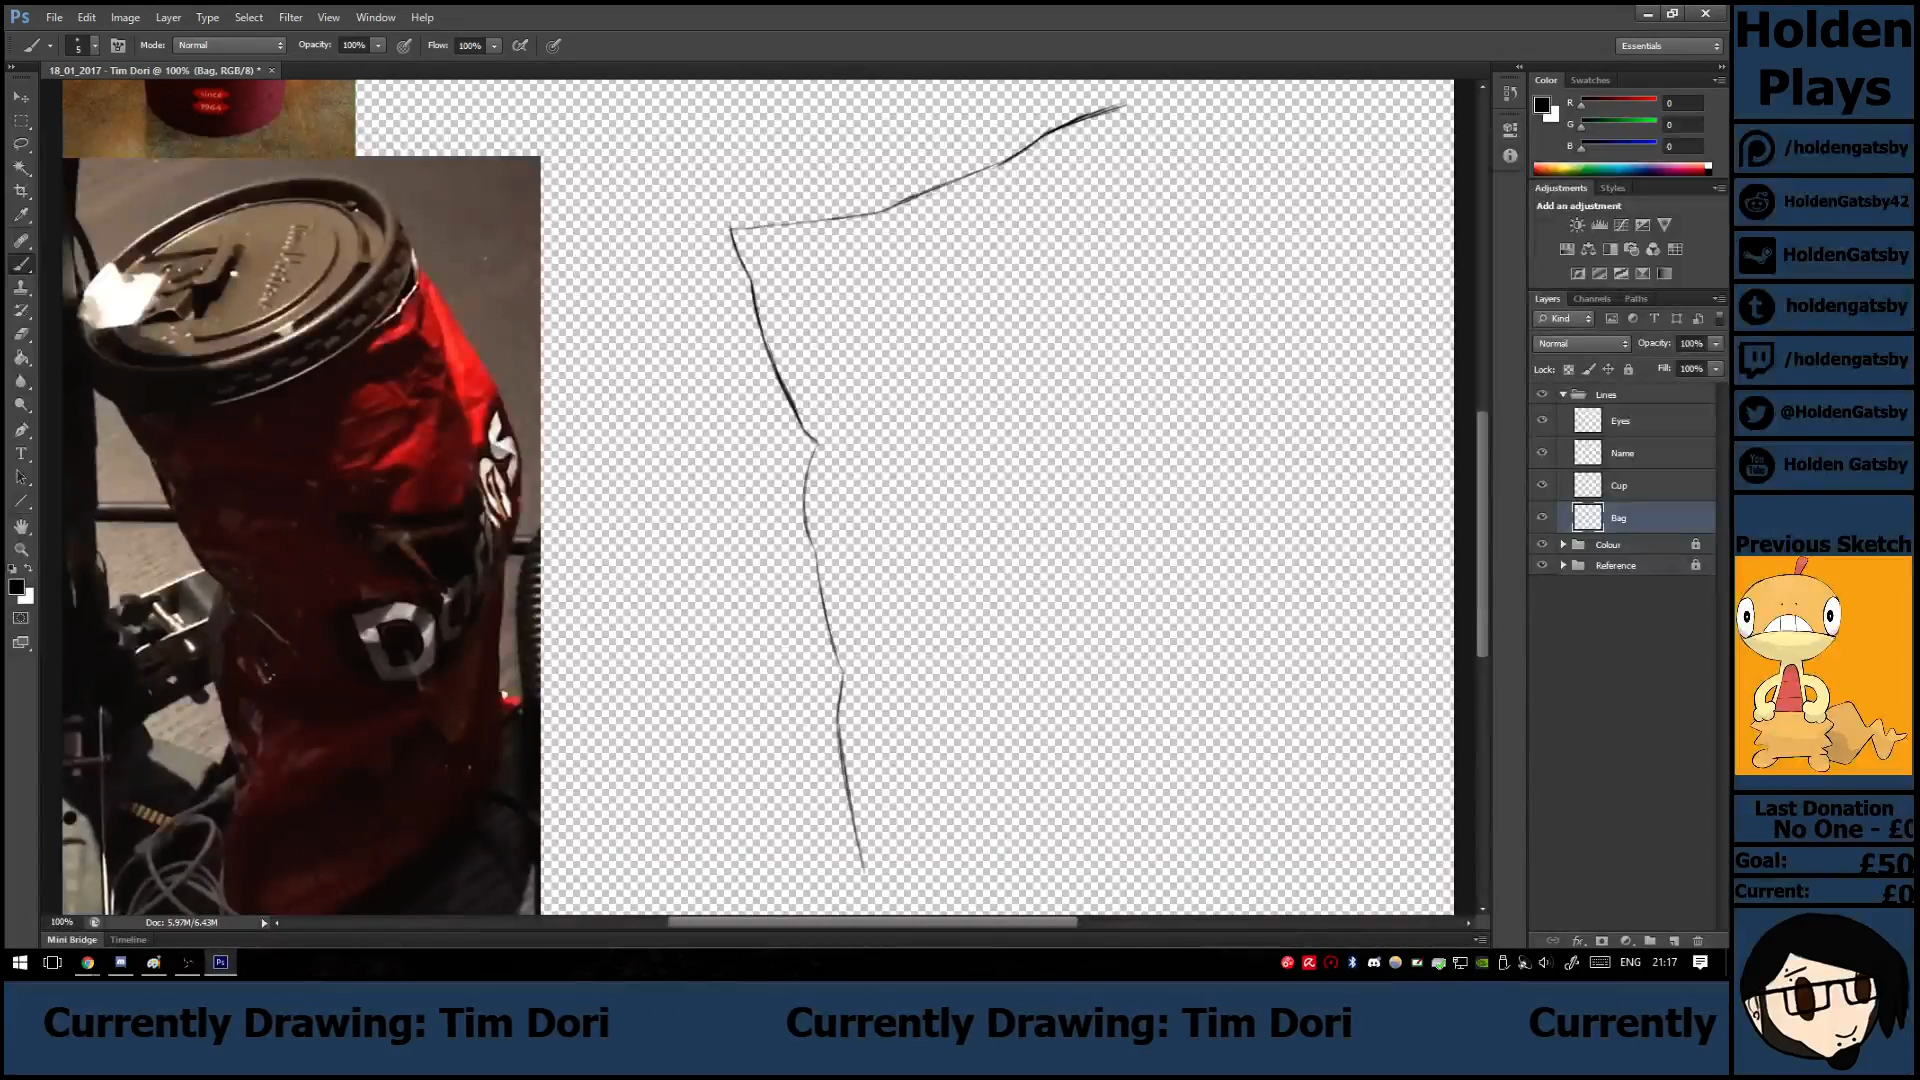 Ps File Edit Image Layer Type Select Filter View Window Help
5 Mode: Normal Opacity: 100% Flow: 100% Essentials
18_01_2017 - Tim Dori @ 100% (Bag, RGB/8) * ×
since
1964
Color Swatches
R 0
G 0
B 0
Adjustments Styles
Add an adjustment
Layers Channels Paths
Kind
Normal Opacity: 100%
Lock: Fill: 100%
Lines
Eyes
Name
Cup
Bag
Colour
Reference
100% Doc: 5.97M/6.43M
Mini Bridge Timeline
ENG 21:17
Holden
Plays
/holdengatsby
HoldenGatsby42
HoldenGatsby
holdengatsby
/holdengatsby
@HoldenGatsby
Holden Gatsby
Previous Sketch
Last Donation
No One - £0
Goal: £50
Current: £0
Currently Drawing: Tim Dori Currently Drawing: Tim Dori Currently